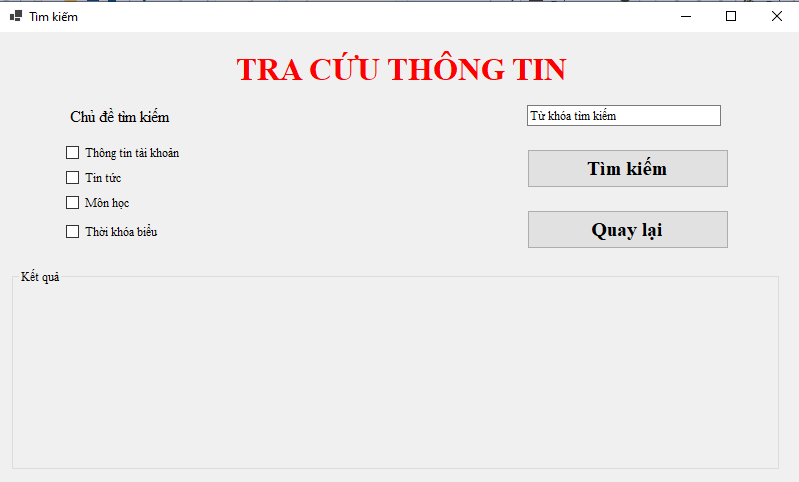 Tìm kiếm
TRA CỨU THÔNG TIN
Chủ đề tìm kiếm
Từ khóa tìm kiếm
Thông tin tài khoản
Tin tức
Môn học
Thời khóa biểu
Tìm kiếm
Quay lại
Kết quả